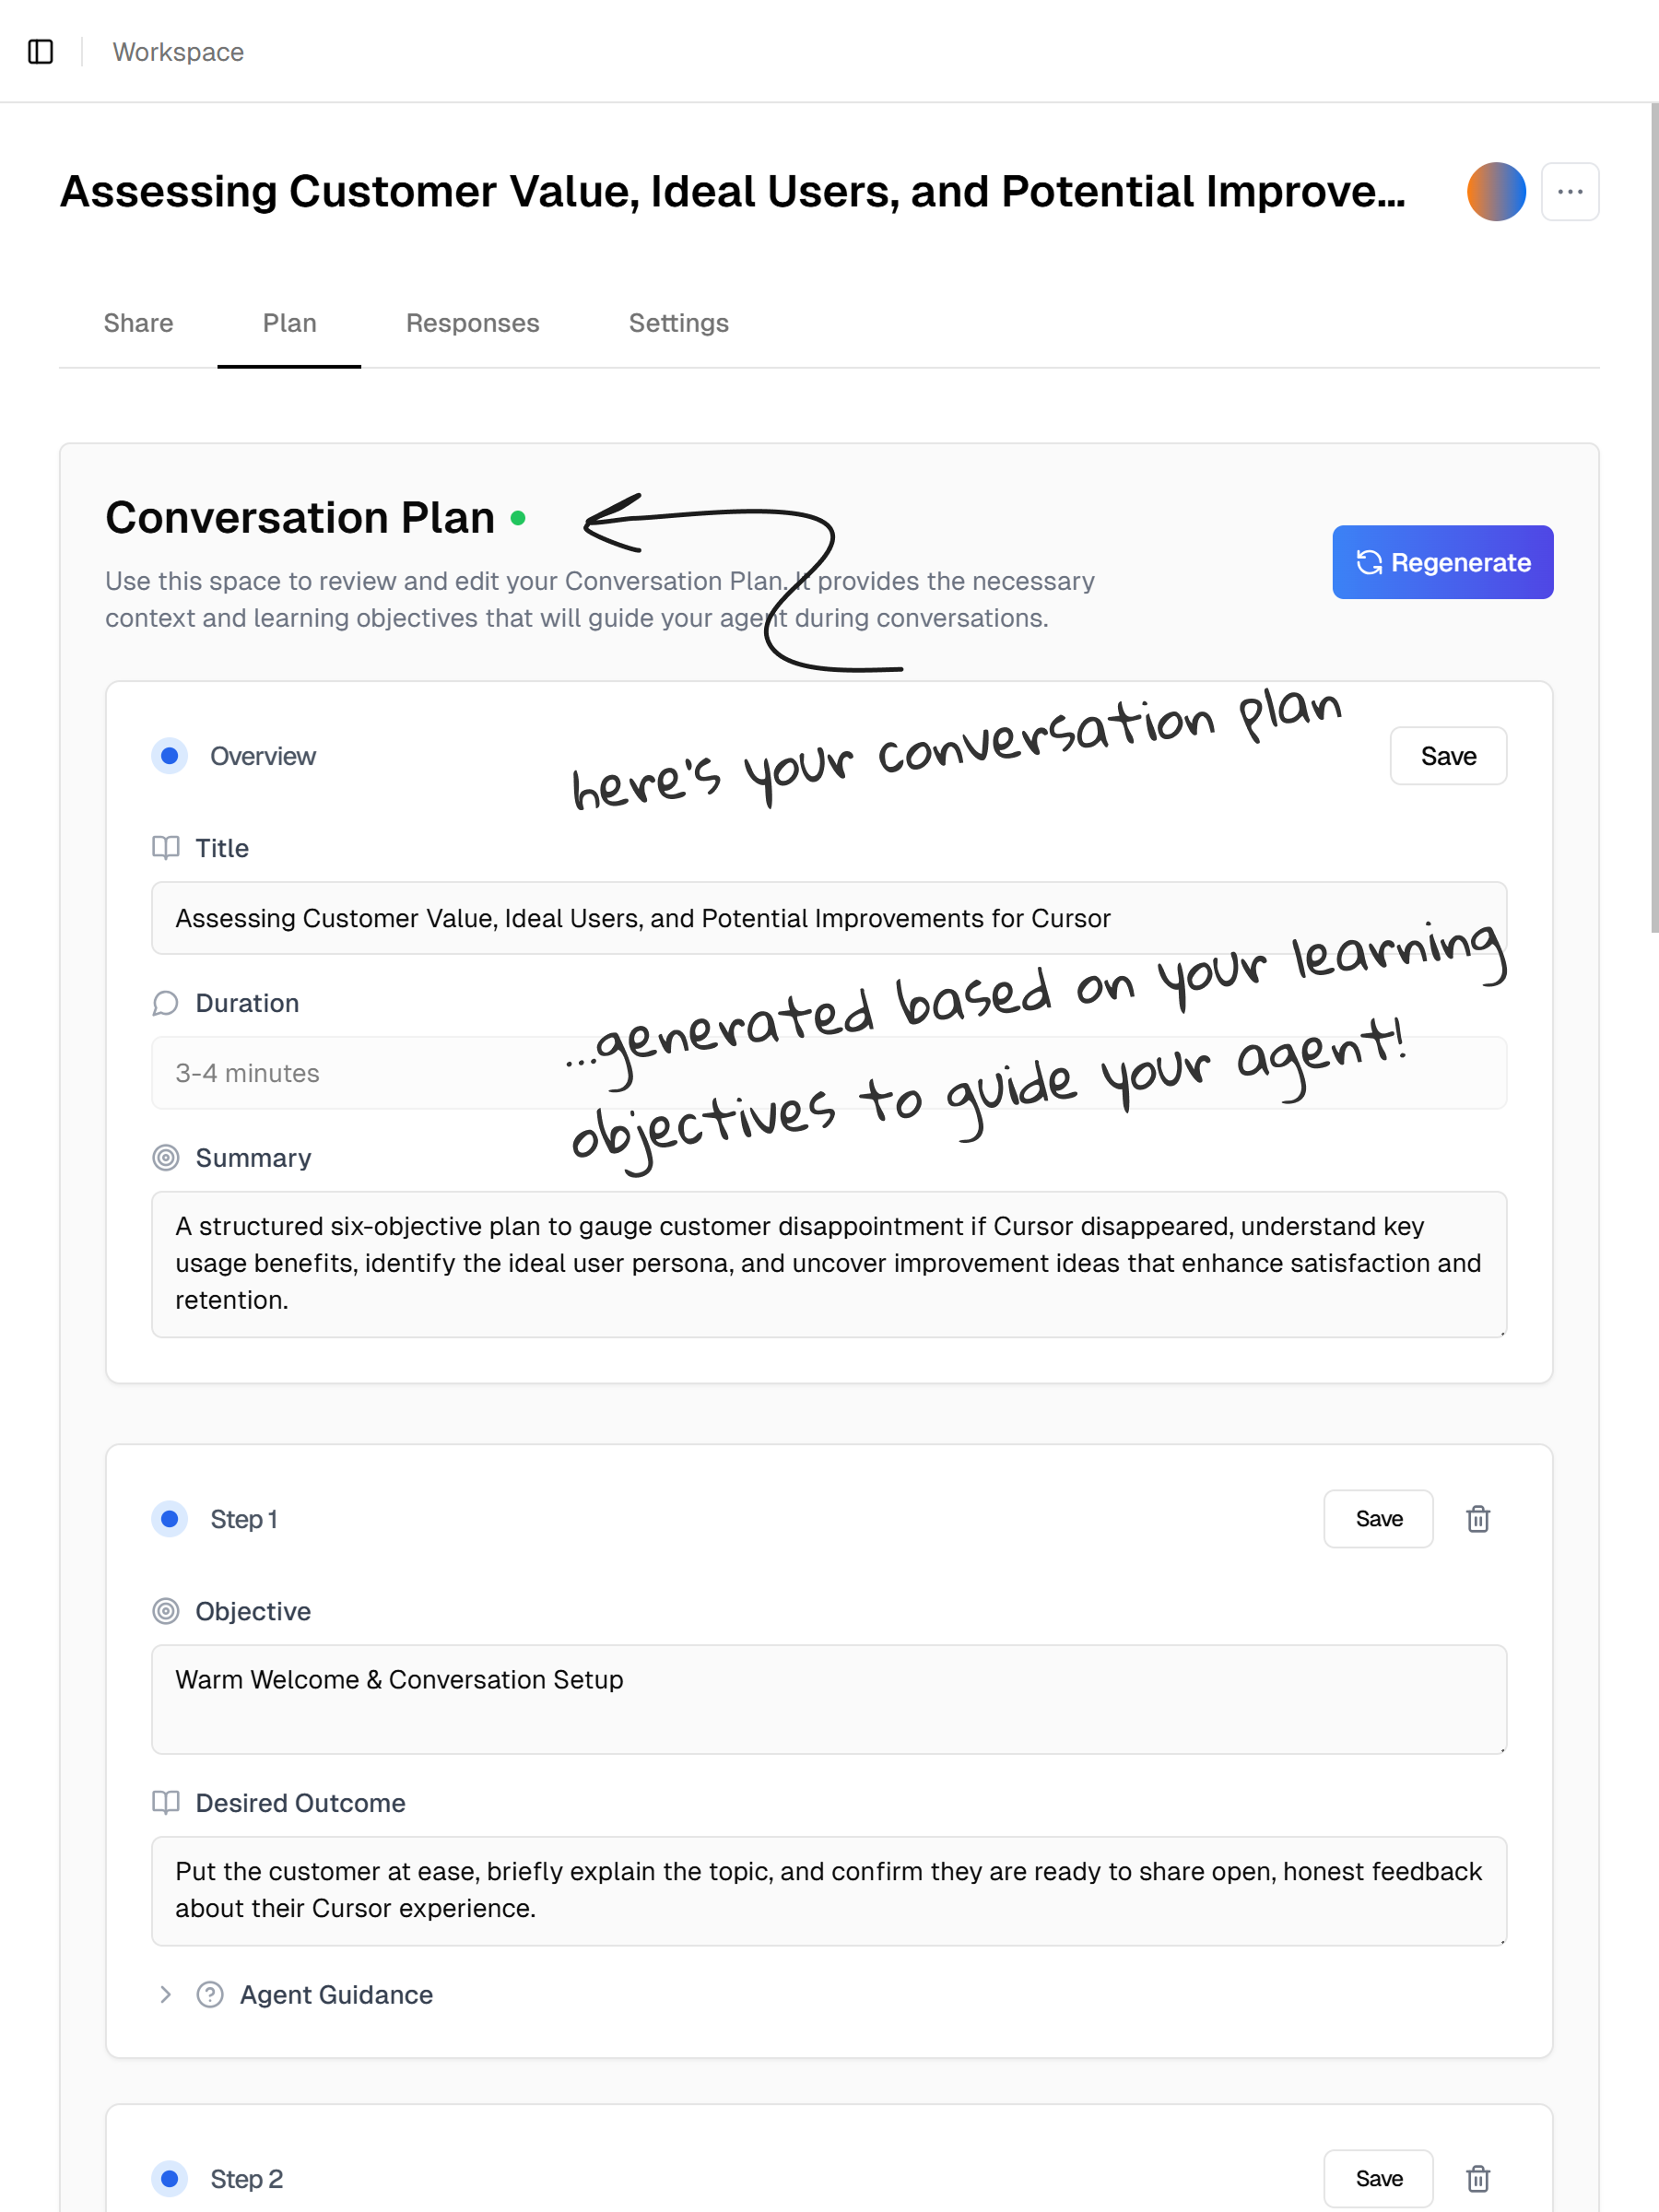 Workspace
Assessing Customer Value, Ideal Users, and Potential Improve...
Share
Plan
Responses
Settings
Conversation Plan
Use this space to review and edit your Conversation Plan. It provides the necessary
context and learning objectives that will guide your agent during conversations.
Regenerate
Overview
here's your conversation plan
Save
Title
Assessing Customer Value, Ideal Users, and Potential Improvements for Cursor
...generated based on your learning
objectives to guide your agent!
Duration
3-4 minutes
Summary
A structured six-objective plan to gauge customer disappointment if Cursor disappeared, understand key
usage benefits, identify the ideal user persona, and uncover improvement ideas that enhance satisfaction and
retention.
Step 1
Save
Objective
Warm Welcome & Conversation Setup
Desired Outcome
Put the customer at ease, briefly explain the topic, and confirm they are ready to share open, honest feedback
about their Cursor experience.
Agent Guidance
Step 2
Save